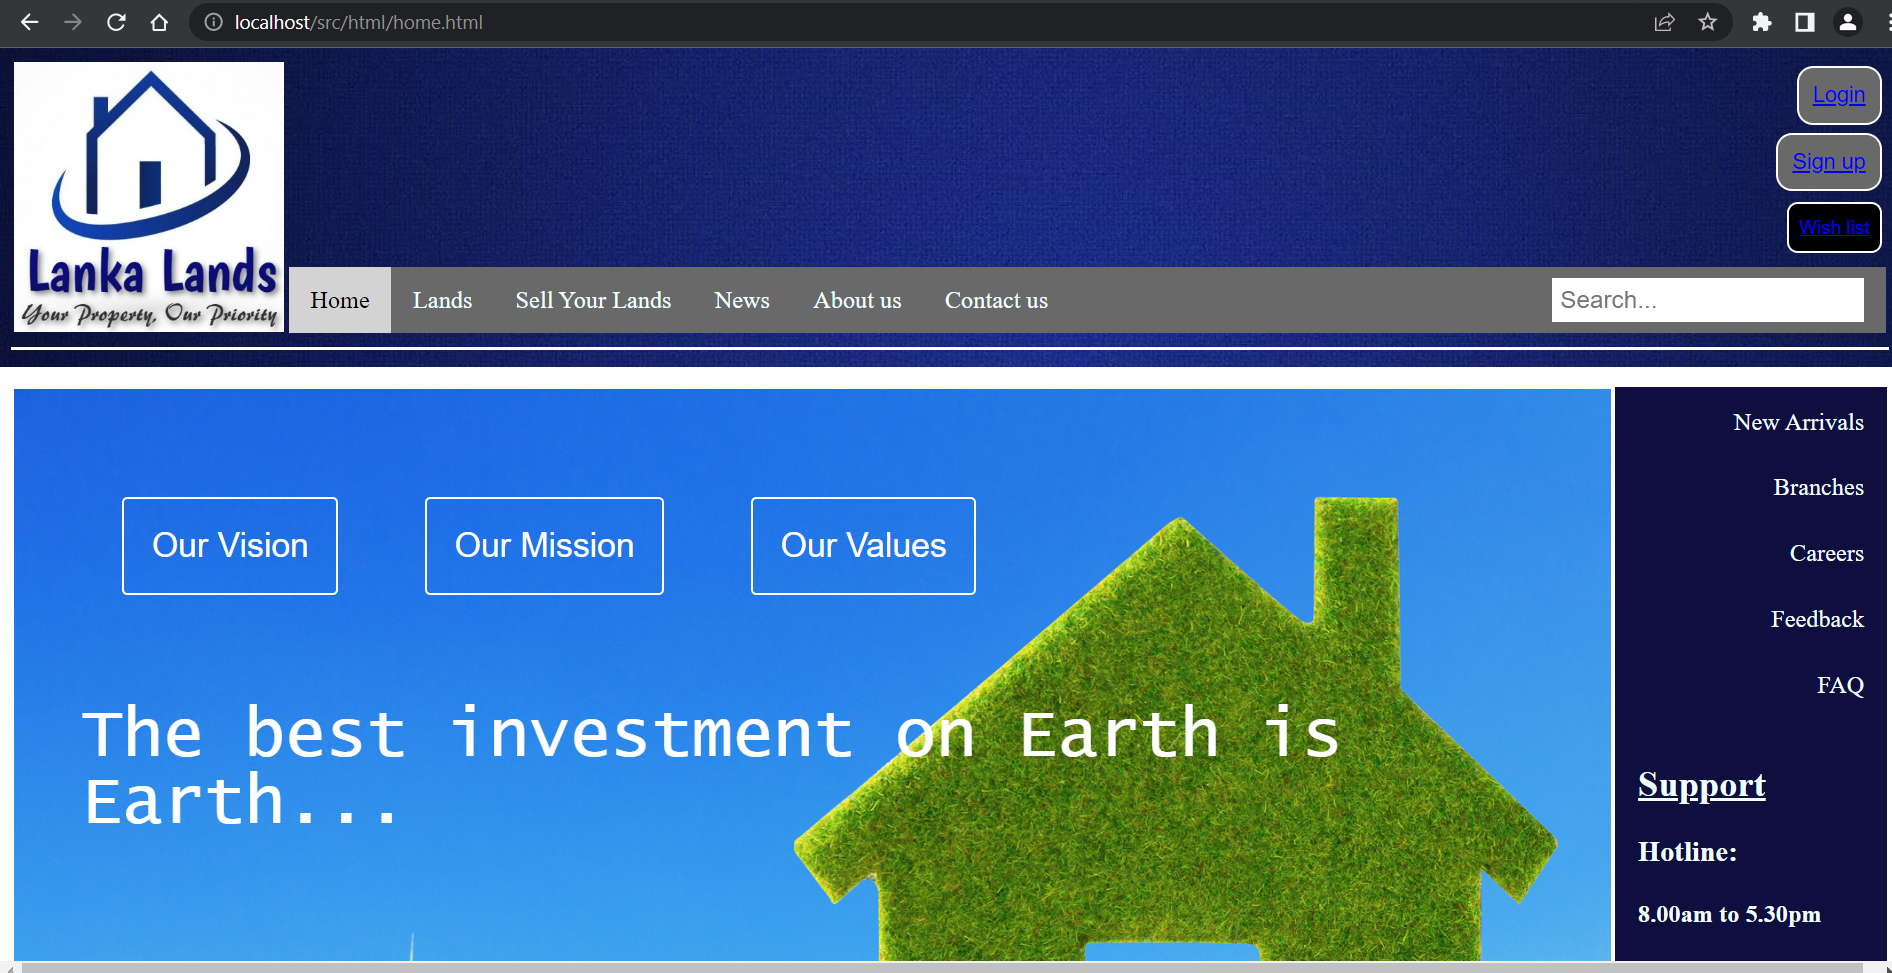 localhost/src/html/home.html
Login
Sign up
Wish list
Lanka Lands
Your Property, Our Priority
Home Lands Sell Your Lands News About us Contact us Search...
New Arrivals
Branches
Careers
Feedback
FAQ
Our Vision Our Mission Our Values
The best investment on Earth is
Earth...
Support
Hotline:
8.00am to 5.30pm